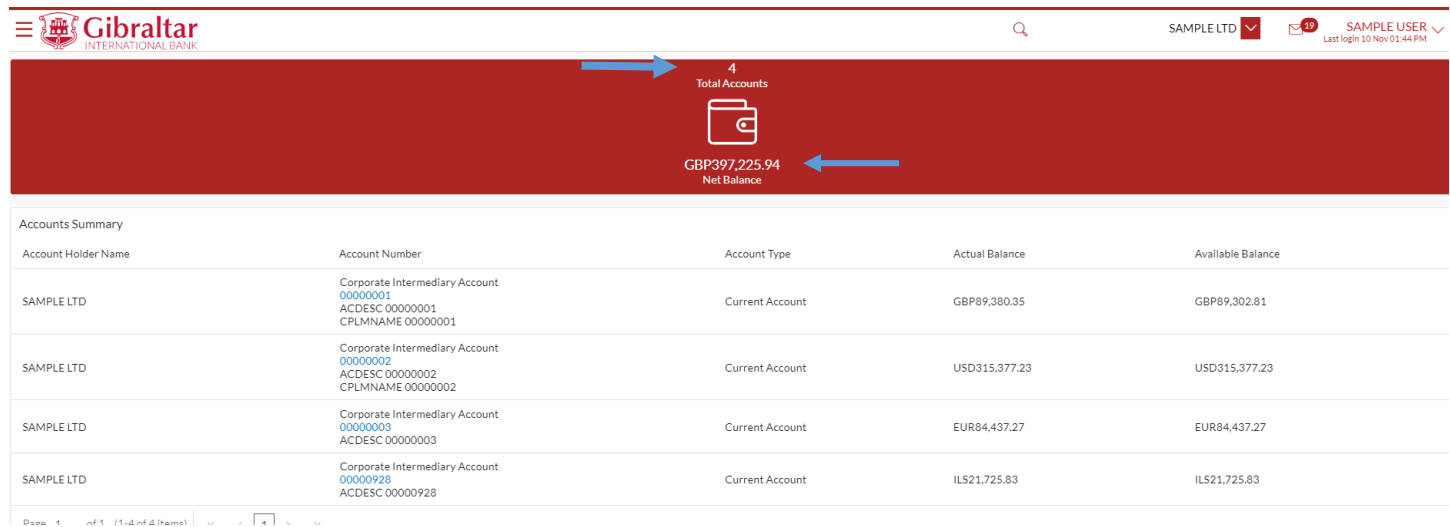 Gibraltar
INTERNATIONAL BANK
SAMPLE LTD
19
SAMPLE USER
Last login 10 Nov 01:44 PM
4
Total Accounts
GBP397,225.94
Net Balance
Accounts Summary
Account Holder Name Account Number Account Type Actual Balance Available Balance
Corporate Intermediary Account
SAMPLE LTD 00000001 Current Account GBP89,380.35 GBP89,302.81
ACDESC 00000001
CPLMNAME 00000001
Corporate Intermediary Account
SAMPLE LTD 00000002 Current Account USD315,377.23 USD315,377.23
ACDESC 00000002
CPLMNAME 00000002
Corporate Intermediary Account
SAMPLE LTD 00000003 Current Account EUR84,437.27 EUR84,437.27
ACDESC 00000003
Corporate Intermediary Account
SAMPLE LTD 00000928 Current Account ILS21,725.83 ILS21,725.83
ACDESC 00000928
Page 1 of 1 (1-4 of 4 items) 1